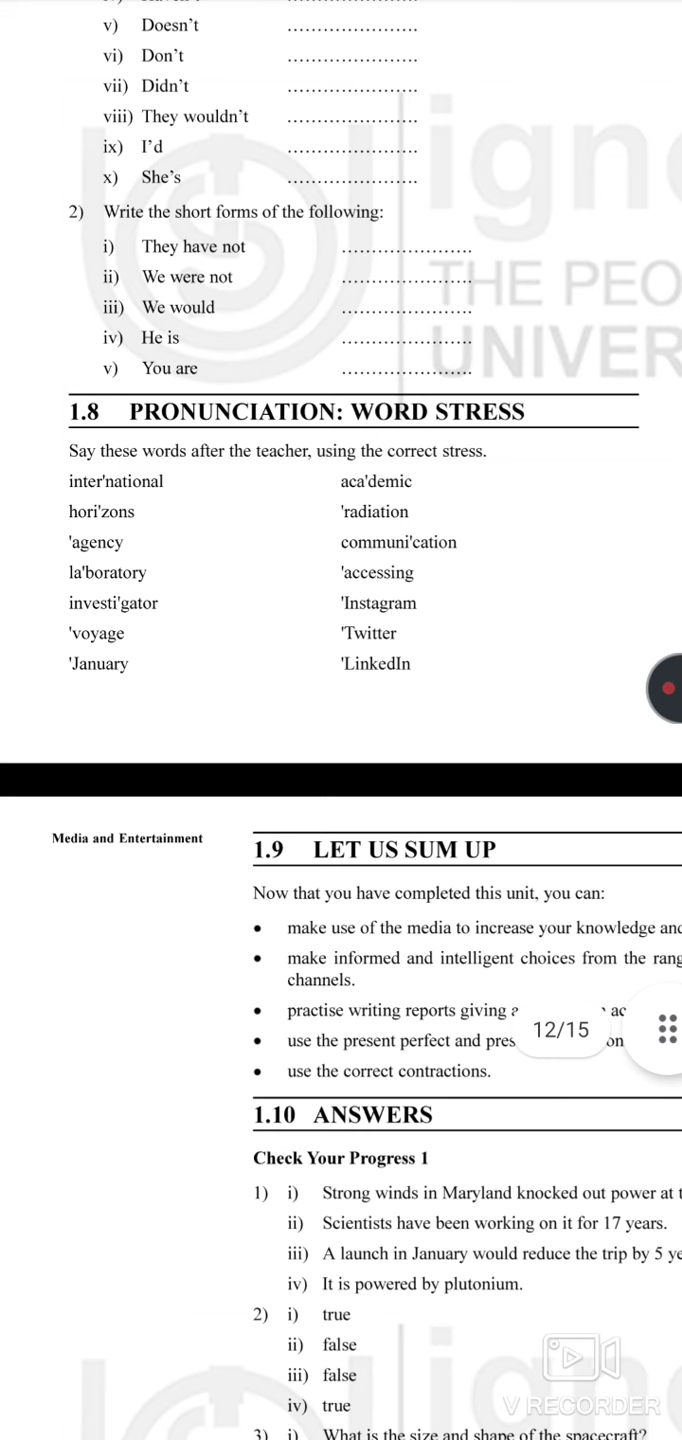 v) Doesn't ........................
vi) Don't ........................
vii) Didn't ........................
viii) They wouldn't ........................
ix) I'd ........................
x) She's ........................
2) Write the short forms of the following:
i) They have not ........................
ii) We were not ........................
iii) We would ........................
iv) He is ........................
v) You are ........................
THE PEO
UNIVER
1.8 PRONUNCIATION: WORD STRESS
Say these words after the teacher, using the correct stress.
inter'national aca'demic
hori'zons 'radiation
'agency communi'cation
la'boratory 'accessing
investi'gator 'Instagram
'voyage 'Twitter
'January 'LinkedIn
Media and Entertainment
1.9 LET US SUM UP
Now that you have completed this unit, you can:
• make use of the media to increase your knowledge
• make informed and intelligent choices from the
channels.
• practise writing reports giving
• use the present perfect and
12/15
• use the correct contractions.
1.10 ANSWERS
Check Your Progress 1
1) i) Strong winds in Maryland knocked out power at
ii) Scientists have been working on it for 17 years.
iii) A launch in January would reduce the trip by 5
iv) It is powered by plutonium.
2) i) true
ii) false
iii) false
iv) true
V RECORDER
3) i) What is the size and shape of the spacecraft?